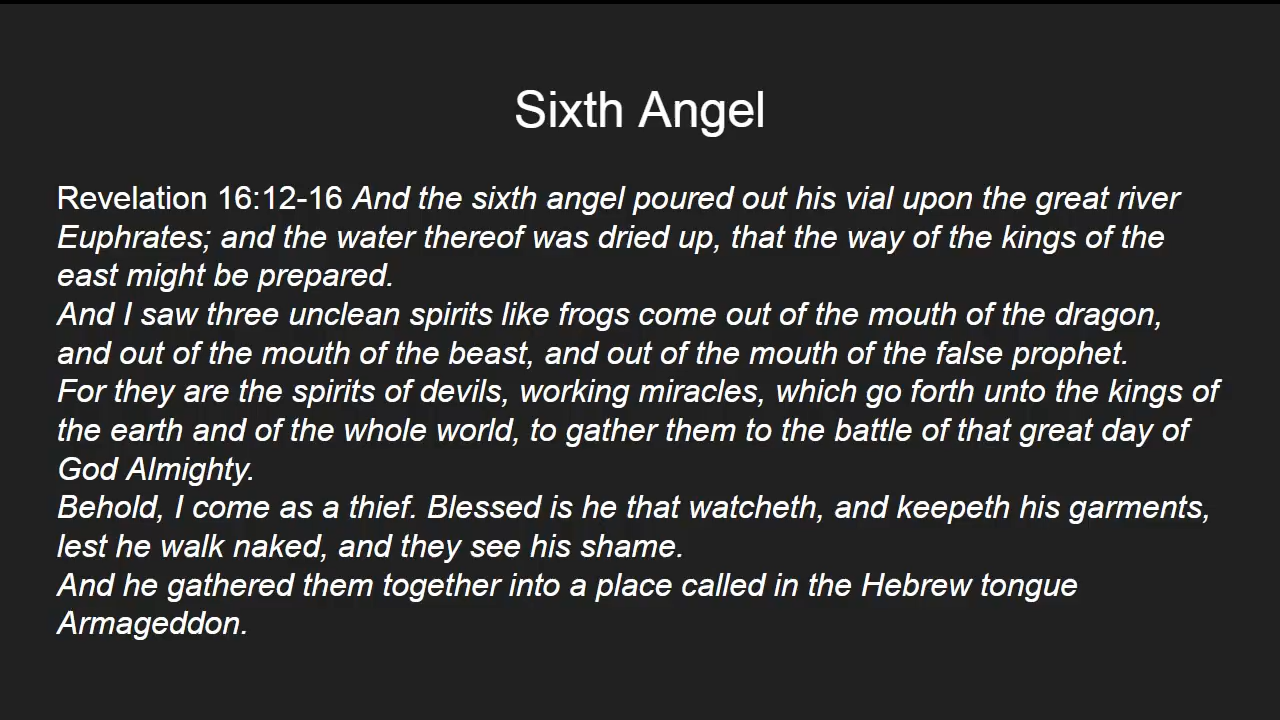 Sixth Angel
Revelation 16:12-16 And the sixth angel poured out his vial upon the great river
Euphrates; and the water thereof was dried up, that the way of the kings of the
east might be prepared.
And I saw three unclean spirits like frogs come out of the mouth of the dragon,
and out of the mouth of the beast, and out of the mouth of the false prophet.
For they are the spirits of devils, working miracles, which go forth unto the kings of
the earth and of the whole world, to gather them to the battle of that great day of
God Almighty.
Behold, I come as a thief. Blessed is he that watcheth, and keepeth his garments,
lest he walk naked, and they see his shame.
And he gathered them together into a place called in the Hebrew tongue
Armageddon.